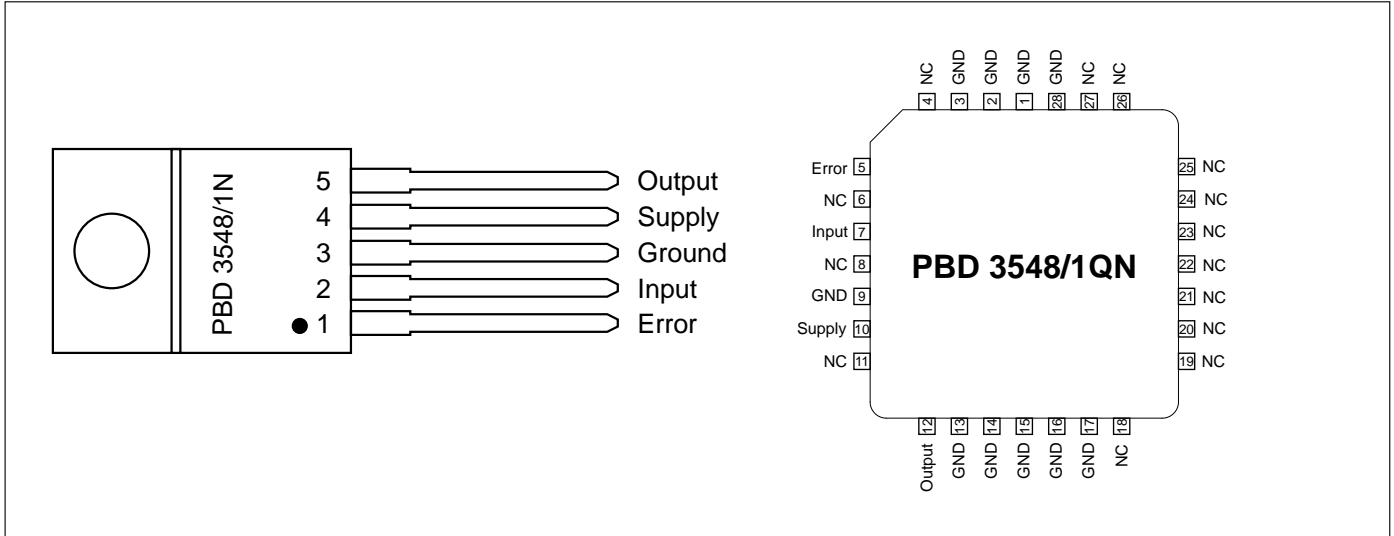 PBD 3548/1N
5 Output
4 Supply
3 Ground
2 Input
1 Error
4 NC
3 GND
2 GND
1 GND
28 GND
27 NC
26 NC
Error 5
NC 6
Input 7
NC 8
GND 9
Supply 10
NC 11
PBD 3548/1QN
25 NC
24 NC
23 NC
22 NC
21 NC
20 NC
19 NC
Output 12
GND 13
GND 14
GND 15
GND 16
GND 17
NC 18